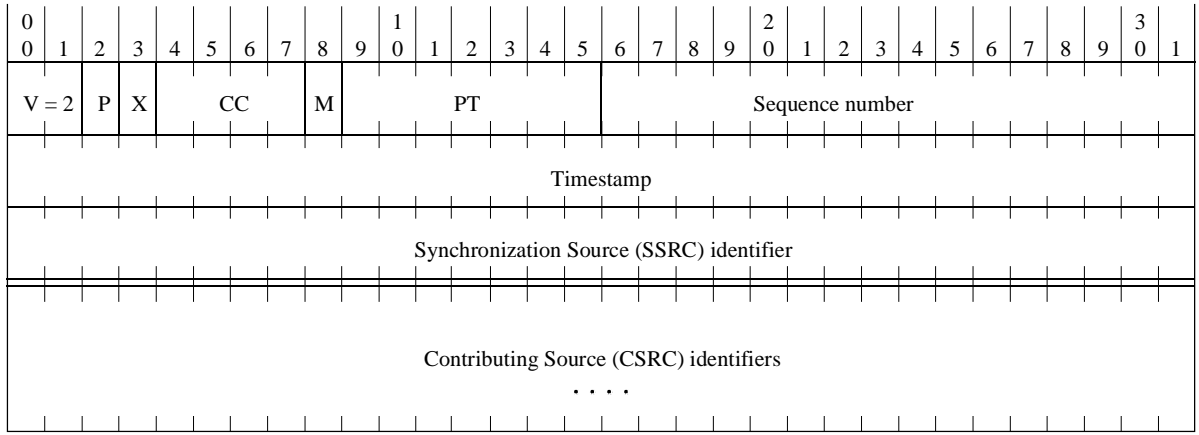 0 1 2 3
0 1 2 3 4 5 6 7 8 9 0 1 2 3 4 5 6 7 8 9 0 1 2 3 4 5 6 7 8 9 0 1
V = 2 P X CC M PT Sequence number
Timestamp
Synchronization Source (SSRC) identifier
Contributing Source (CSRC) identifiers
. . . .